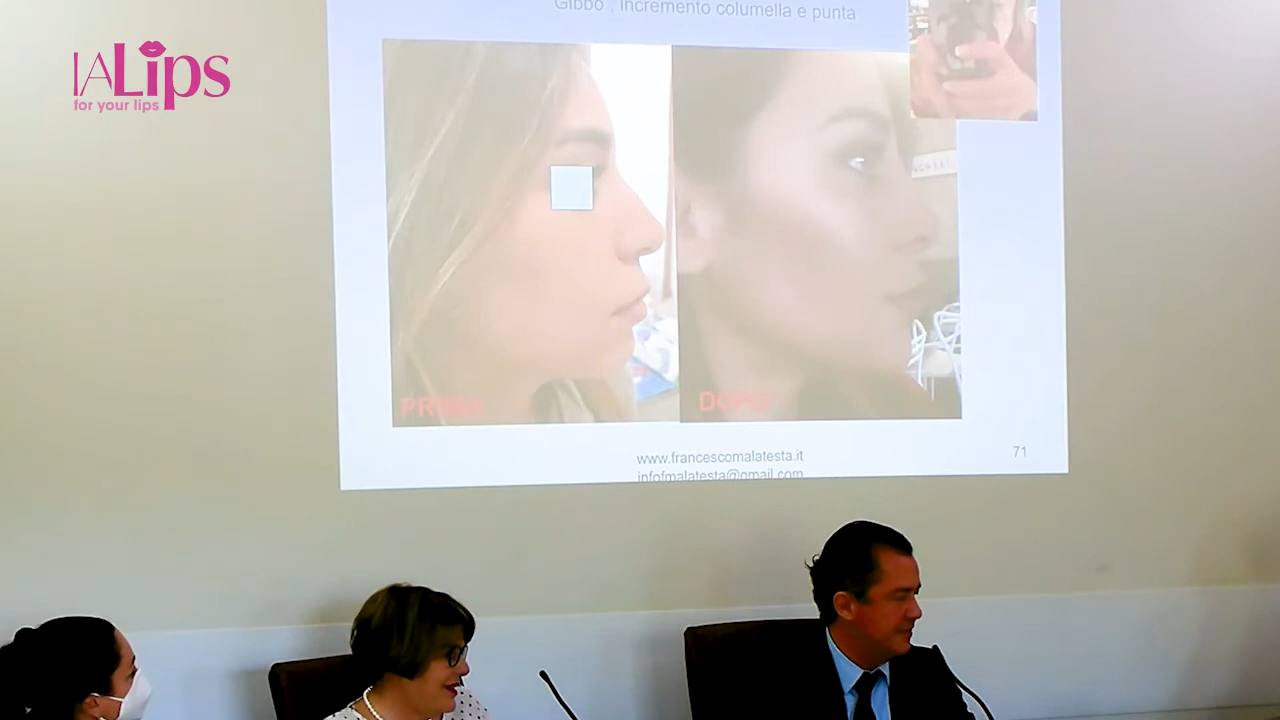 IALips
for your lips
Gibbo , incremento columella e punta
PRIMA
DOPO
www.francescomalatesta.it
infofmalatesta@gmail.com
71